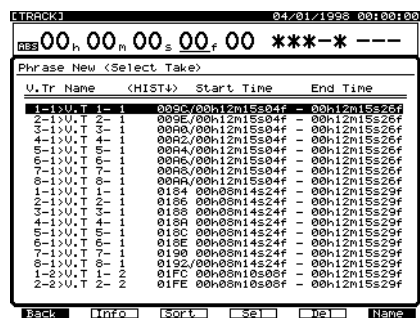 [TRACK] 04/01/1998 00:00:00
ABS 00h 00m 00s 00f 00 ***-* ---
Phrase New <Select Take>
V.Tr Name (HIST↓) Start Time End Time
1-1>V.T 1- 1 009C/00h12m15s04f - 00h12m15s26f
2-1>V.T 2- 1 009E/00h12m15s04f - 00h12m15s26f
3-1>V.T 3- 1 00A0/00h12m15s04f - 00h12m15s26f
4-1>V.T 4- 1 00A2/00h12m15s04f - 00h12m15s26f
5-1>V.T 5- 1 00A4/00h12m15s04f - 00h12m15s26f
6-1>V.T 6- 1 00A6/00h12m15s04f - 00h12m15s26f
7-1>V.T 7- 1 00A8/00h12m15s04f - 00h12m15s26f
8-1>V.T 8- 1 00AA/00h12m15s04f - 00h12m15s26f
1-1>V.T 1- 1 0184 00h08m14s24f - 00h12m15s29f
2-1>V.T 2- 1 0186 00h08m14s24f - 00h12m15s29f
3-1>V.T 3- 1 0188 00h08m14s24f - 00h12m15s29f
4-1>V.T 4- 1 018A 00h08m14s24f - 00h12m15s29f
5-1>V.T 5- 1 018C 00h08m14s24f - 00h12m15s29f
6-1>V.T 6- 1 018E 00h08m14s24f - 00h12m15s29f
7-1>V.T 7- 1 0190 00h08m14s24f - 00h12m15s29f
8-1>V.T 8- 1 0192/00h08m14s24f - 00h12m15s29f
1-2>V.T 1- 2 01FC 00h08m10s08f - 00h12m15s29f
2-2>V.T 2- 2 01FE 00h08m10s08f - 00h12m15s29f
Back Info Sort Sel Del Name